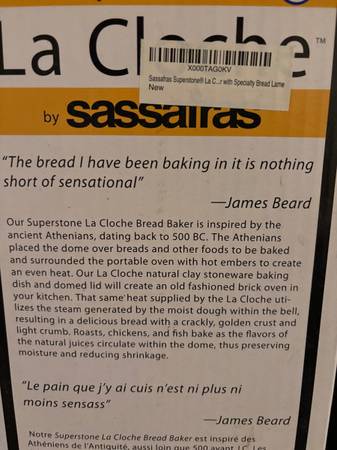 La Cloche™
X000TAG0KV
Sassafras Superstone® La C...r with Specialty Bread Lame
New
by sassafras
"The bread I have been baking in it is nothing
short of sensational"
—James Beard
Our Superstone La Cloche Bread Baker is inspired by the
ancient Athenians, dating back to 500 BC. The Athenians
placed the dome over breads and other foods to be baked
and surrounded the portable oven with hot embers to create
an even heat. Our La Cloche natural clay stoneware baking
dish and domed lid will create an old fashioned brick oven in
your kitchen. That same heat supplied by the La Cloche uti-
lizes the steam generated by the moist dough within the bell,
resulting in a delicious bread with a crackly, golden crust and
light crumb. Roasts, chickens, and fish bake as the flavors of
the natural juices circulate within the dome, thus preserving
moisture and reducing shrinkage.
"Le pain que j'y ai cuis n'est ni plus ni
moins sensass"
—James Beard
Notre Superstone La Cloche Bread Baker est inspiré des
Athéniens de l'Antiquité, aussi loin que 500 avant J.C. Les